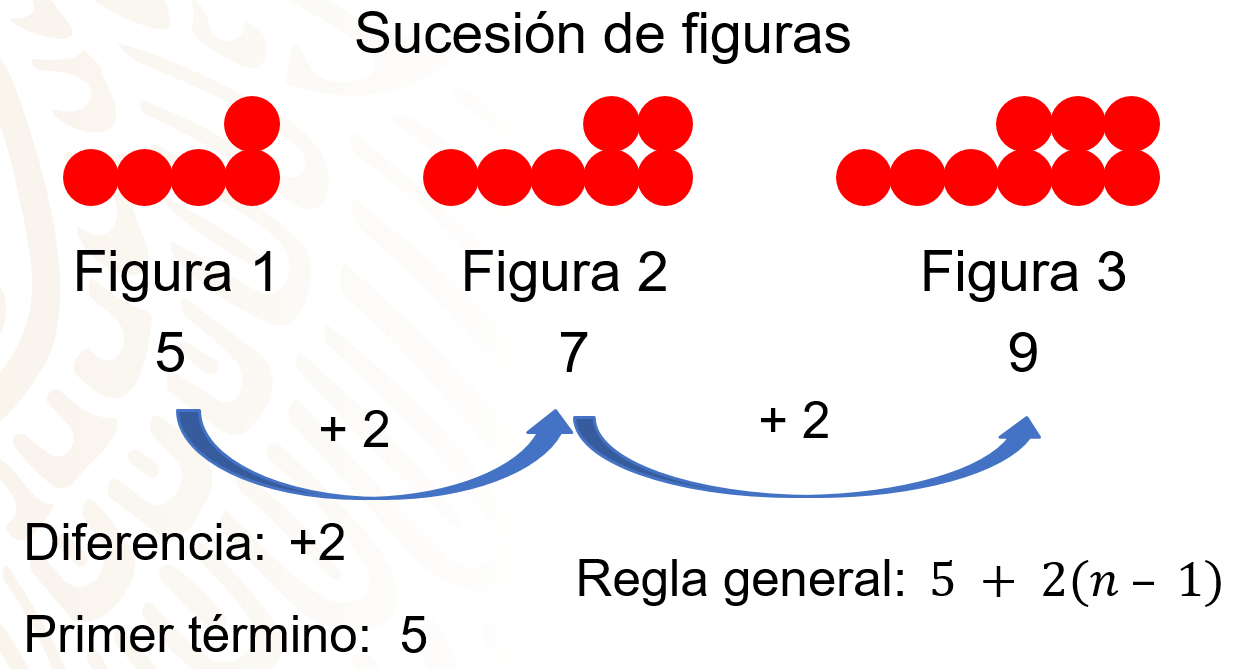 Sucesión de figuras
Figura 1 Figura 2 Figura 3
5 7 9
+ 2 + 2
Diferencia: +2
Regla general: 5 + 2(n – 1)
Primer término: 5